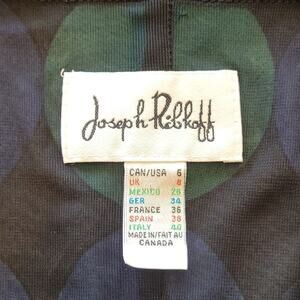 Joseph Ribkoff
CAN/USA 6
UK 8
MEXICO 28
GER 34
FRANCE 36
SPAIN 38
ITALY 40
MADE IN/FAIT AU
CANADA